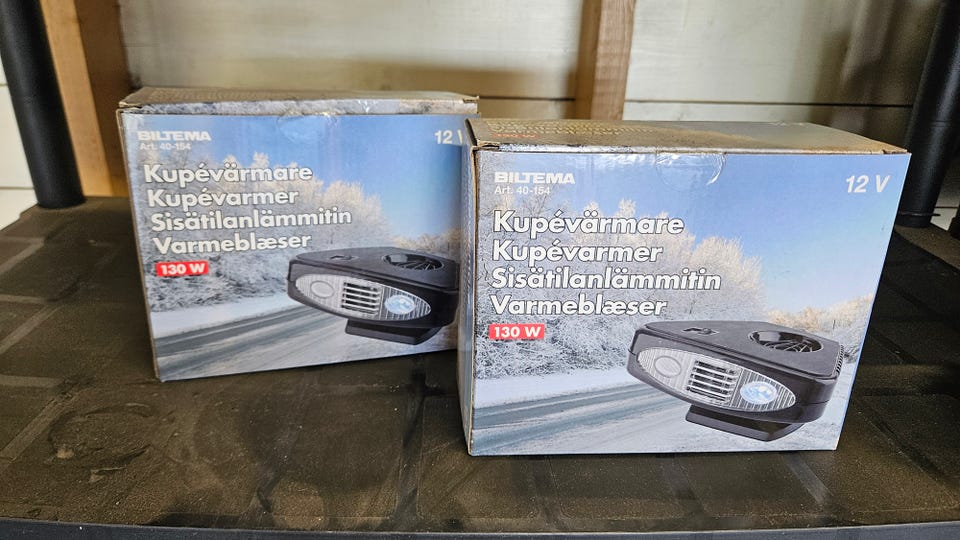 BILTEMA
Art. 40-154
12 V
Kupévärmare
Kupévarmer
Sisätilanlämmitin
Varmeblæser
130 W
BILTEMA
Art. 40-154
12 V
Kupévärmare
Kupévarmer
Sisätilanlämmitin
Varmeblæser
130 W